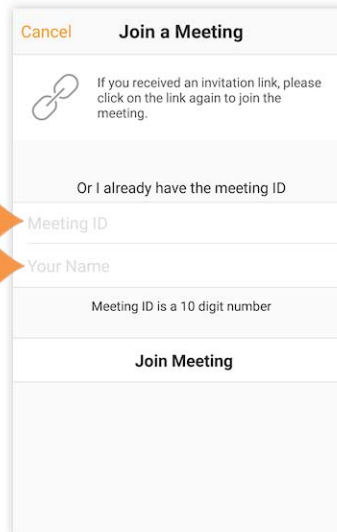 Cancel Join a Meeting
If you received an invitation link, please
click on the link again to join the
meeting.
Or I already have the meeting ID
Meeting ID
Your Name
Meeting ID is a 10 digit number
Join Meeting